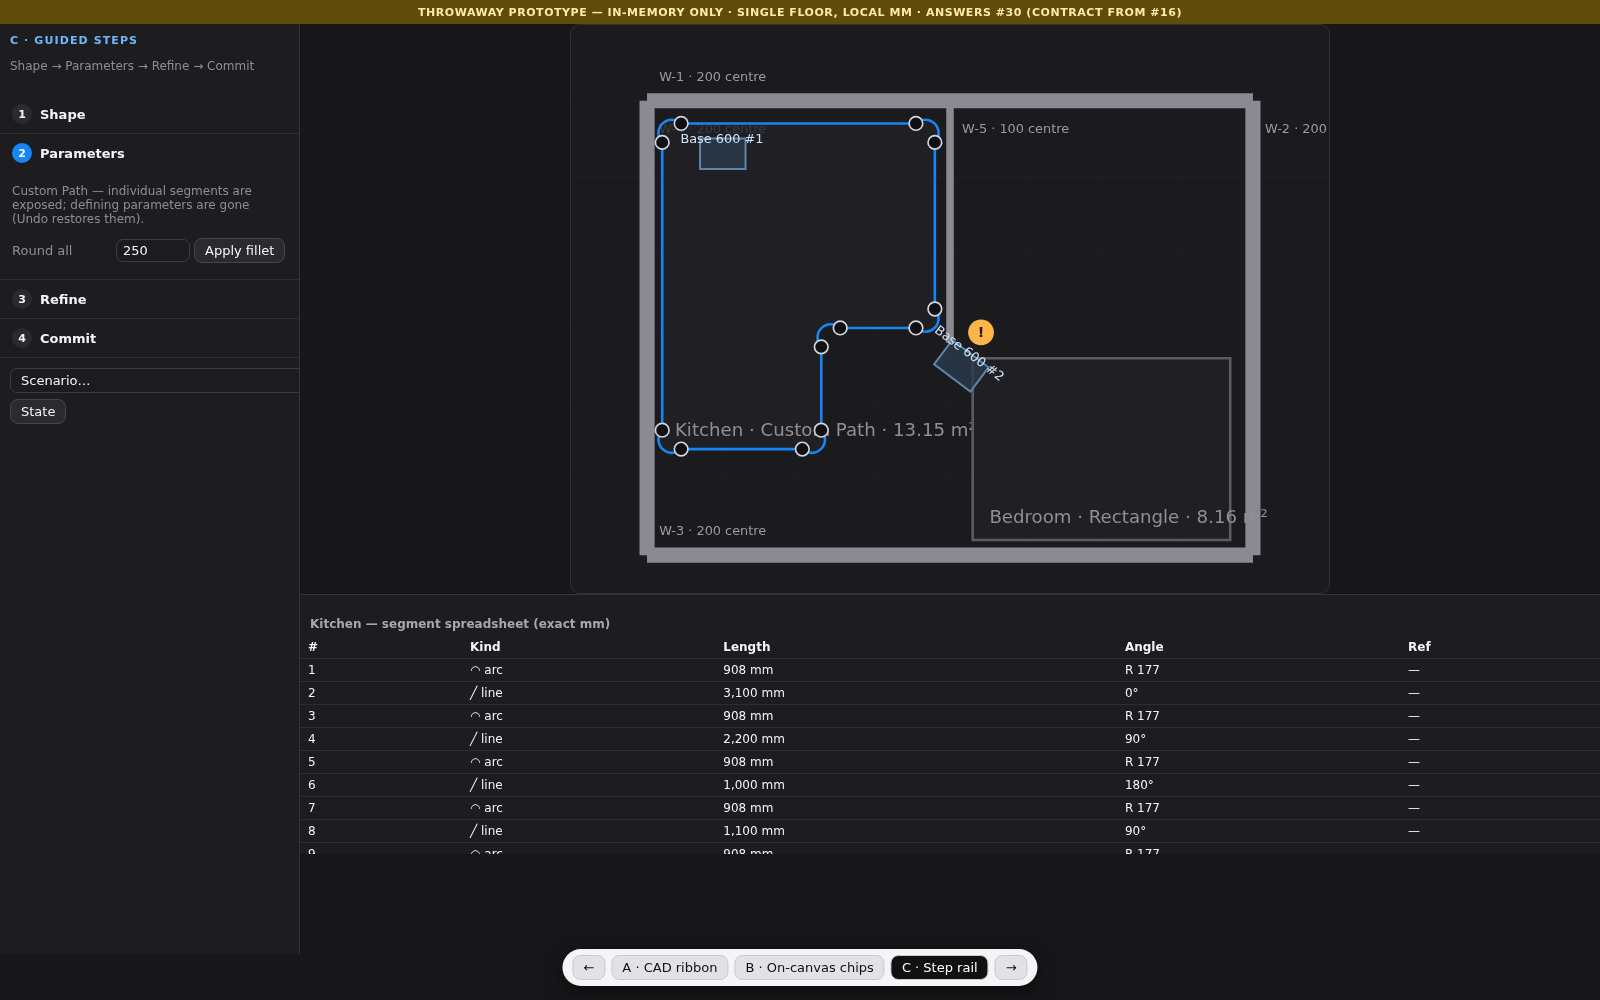 THROWAWAY PROTOTYPE — IN-MEMORY ONLY · SINGLE FLOOR, LOCAL MM · ANSWERS #30 (CONTRACT FROM #16)
C · GUIDED STEPS
Shape → Parameters → Refine → Commit
1 Shape
2 Parameters
Custom Path — individual segments are
exposed; defining parameters are gone
(Undo restores them).
Round all 250 Apply fillet
3 Refine
4 Commit
Scenario...
State
W-1 · 200 centre
200 centre
Base 600 #1
W-5 · 100 centre
W-2 · 200
!
Base 600 #2
Kitchen · Custom Path · 13.15 m²
Bedroom · Rectangle · 8.16 m²
W-3 · 200 centre
Kitchen — segment spreadsheet (exact mm)
# Kind Length Angle Ref
1 ◠ arc 908 mm R 177 —
2 ╱ line 3,100 mm 0° —
3 ◠ arc 908 mm R 177 —
4 ╱ line 2,200 mm 90° —
5 ◠ arc 908 mm R 177 —
6 ╱ line 1,000 mm 180° —
7 ◠ arc 908 mm R 177 —
8 ╱ line 1,100 mm 90° —
9 ◠ arc 908 mm R 177
← A · CAD ribbon B · On-canvas chips C · Step rail →